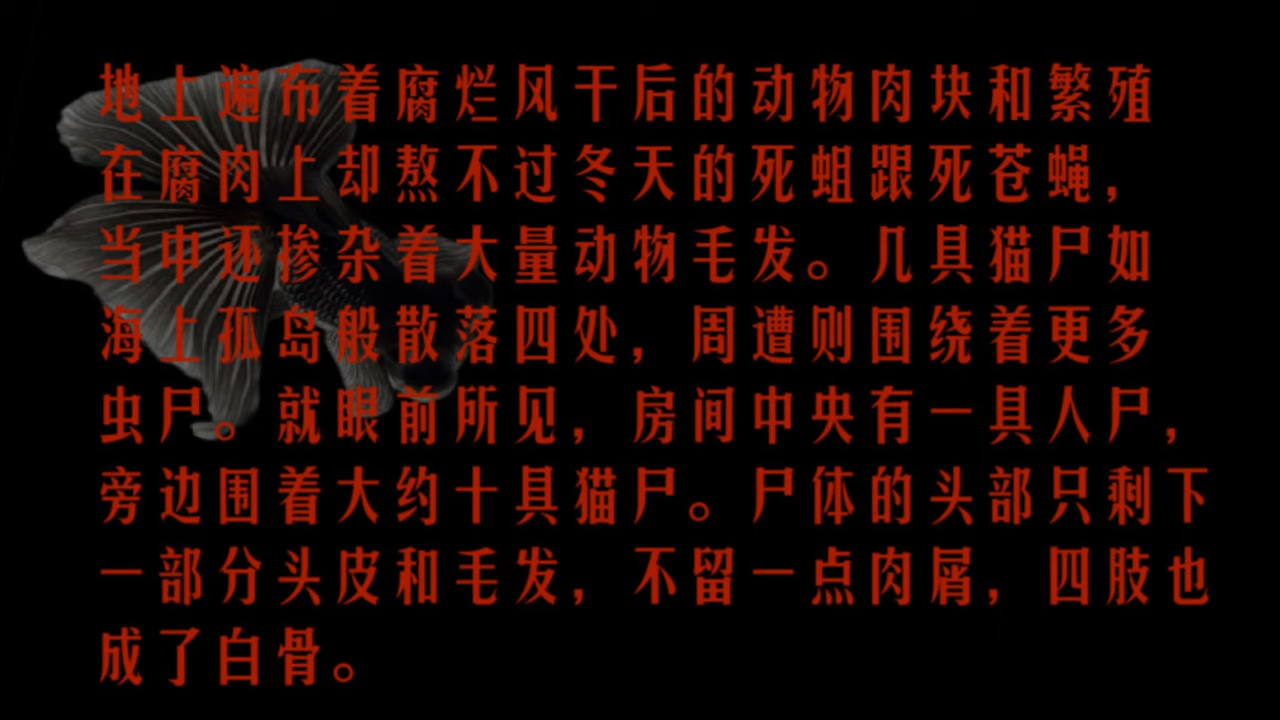 地上遍布着腐烂风干后的动物肉块和繁殖
在腐肉上却熬不过冬天的死蛆跟死苍蝇，
当中还掺杂着大量动物毛发。几具猫尸如
海上孤岛般散落四处，周遭则围绕着更多
虫尸。就眼前所见，房间中央有一具人尸，
旁边围着大约十具猫尸。尸体的头部只剩下
一部分头皮和毛发，不留一点肉屑，四肢也
成了白骨。